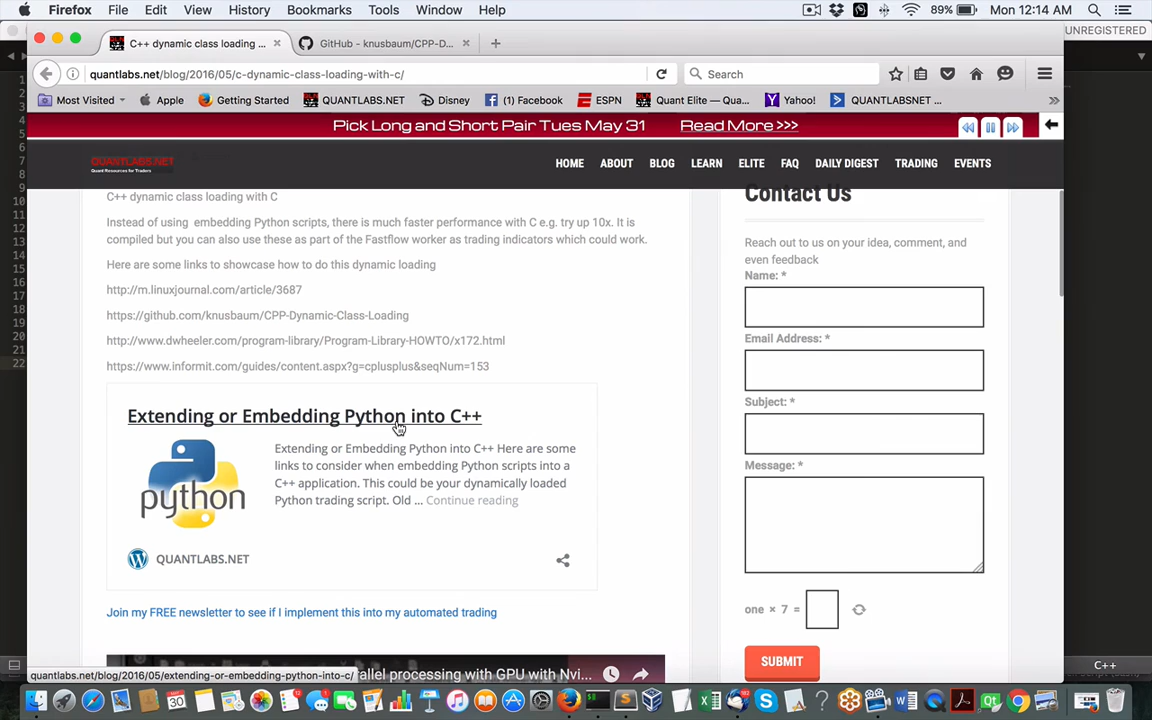 Firefox File Edit View History Bookmarks Tools Window Help
89% Mon 12:14 AM
UNREGISTERED
C++ dynamic class loading ...
GitHub - knusbaum/CPP-D...
quantlabs.net/blog/2016/05/c-dynamic-class-loading-with-c/
Search
Most Visited Apple Getting Started QUANTLABS.NET Disney (1) Facebook ESPN Quant Elite — Qua... Yahoo! QUANTLABSNET ...
Pick Long and Short Pair Tues May 31 Read More >>>
QUANTLABS.NET
Quant Resources for Traders
HOME ABOUT BLOG LEARN ELITE FAQ DAILY DIGEST TRADING EVENTS
C++ dynamic class loading with C
Instead of using embedding Python scripts, there is much faster performance with C e.g. try up 10x. It is
compiled but you can also use these as part of the Fastflow worker as trading indicators which could work.
Here are some links to showcase how to do this dynamic loading
http://m.linuxjournal.com/article/3687
https://github.com/knusbaum/CPP-Dynamic-Class-Loading
http://www.dwheeler.com/program-library/Program-Library-HOWTO/x172.html
https://www.informit.com/guides/content.aspx?g=cplusplus&seqNum=153
Extending or Embedding Python into C++
python
Extending or Embedding Python into C++ Here are some
links to consider when embedding Python scripts into a
C++ application. This could be your dynamically loaded
Python trading script. Old ... Continue reading
QUANTLABS.NET
Join my FREE newsletter to see if I implement this into my automated trading
rallel processing with GPU with Nvi...
quantlabs.net/blog/2016/05/extending-or-embedding-python-into-c/
Contact Us
Reach out to us on your idea, comment, and
even feedback
Name: *
Email Address: *
Subject: *
Message: *
one × 7 =
SUBMIT
C++